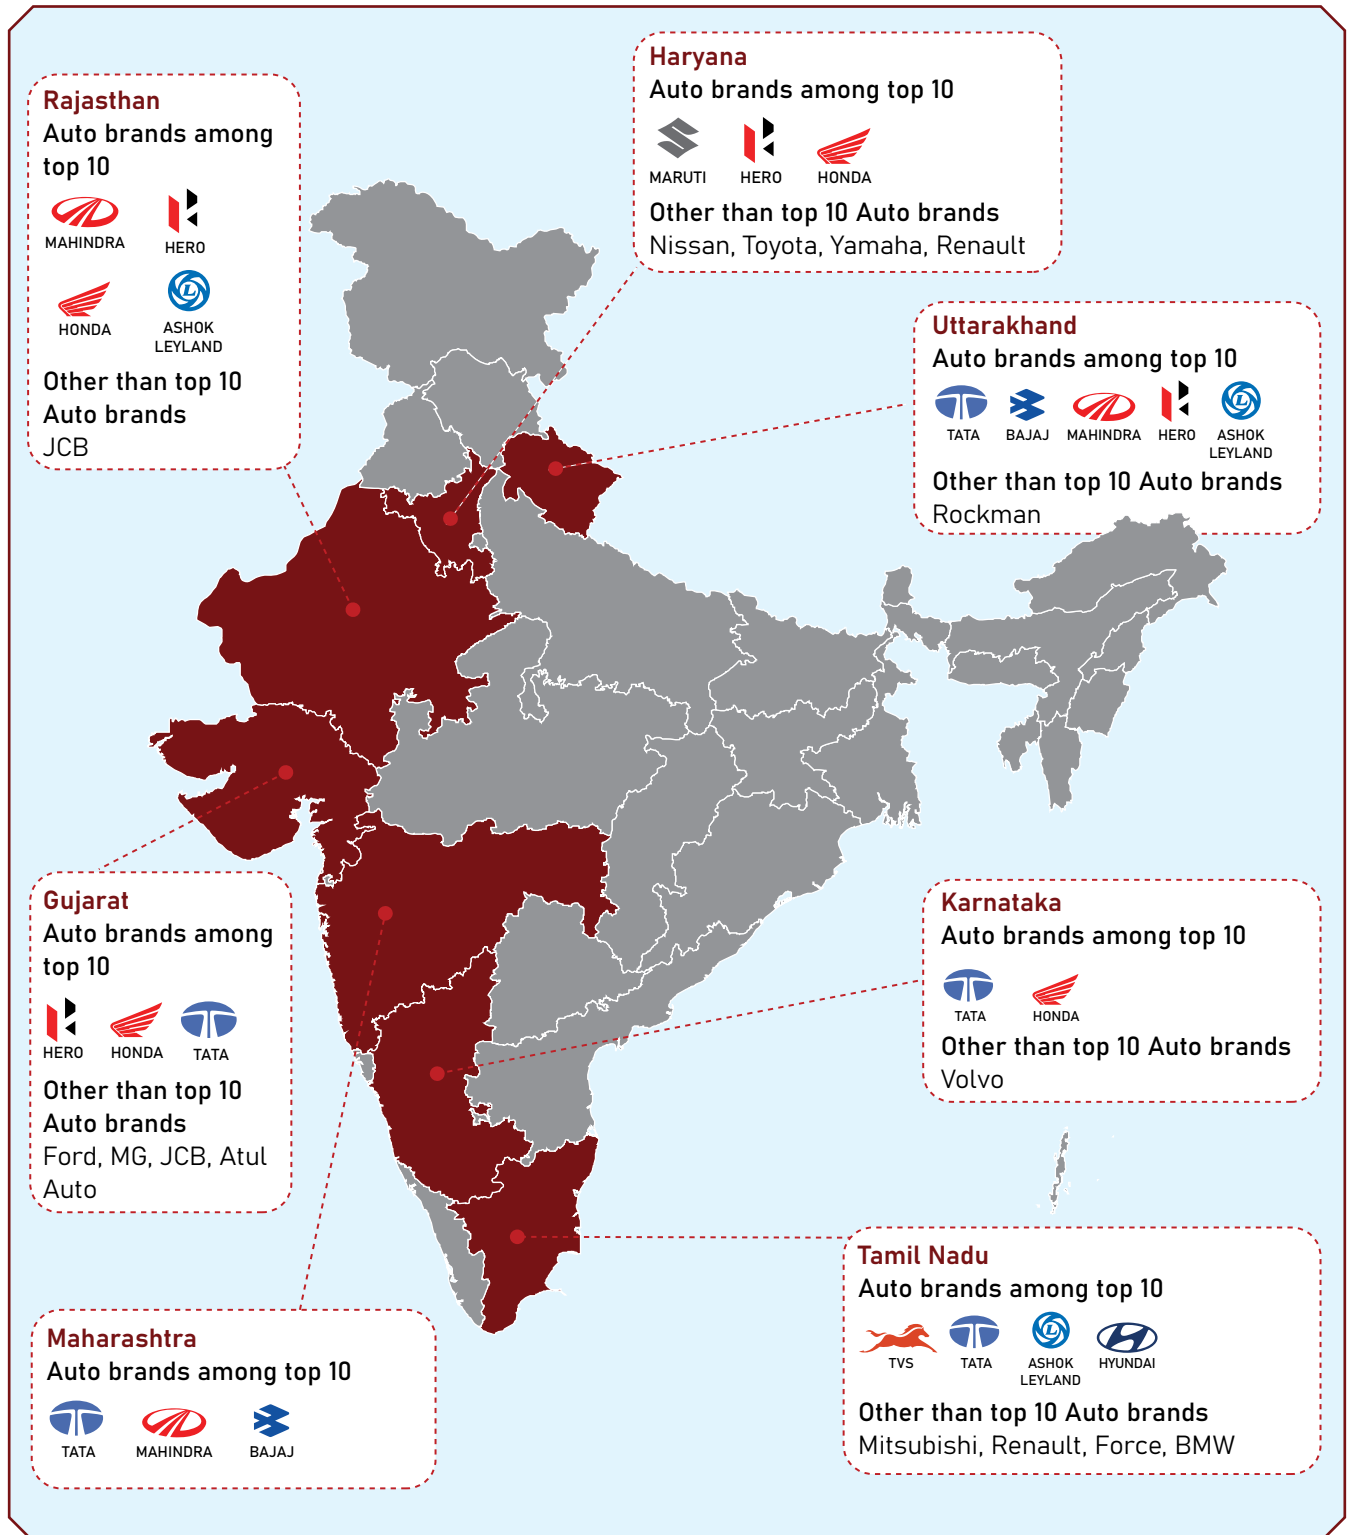 Rajasthan
Auto brands among
top 10
MAHINDRA
HERO
HONDA
ASHOK
LEYLAND
Other than top 10
Auto brands
JCB
Haryana
Auto brands among top 10
MARUTI
HERO
HONDA
Other than top 10 Auto brands
Nissan, Toyota, Yamaha, Renault
Uttarakhand
Auto brands among top 10
TATA
BAJAJ
MAHINDRA
HERO
L
ASHOK
LEYLAND
Other than top 10 Auto brands
Rockman
Gujarat
Auto brands among
top 10
HERO
HONDA
TATA
Other than top 10
Auto brands
Ford, MG, JCB, Atul
Auto
Karnataka
Auto brands among top 10
TATA
HONDA
Other than top 10 Auto brands
Volvo
Maharashtra
Auto brands among top 10
TATA
MAHINDRA
BAJAJ
Tamil Nadu
Auto brands among top 10
TVS
TATA
ASHOK
LEYLAND
HYUNDAI
Other than top 10 Auto brands
Mitsubishi, Renault, Force, BMW